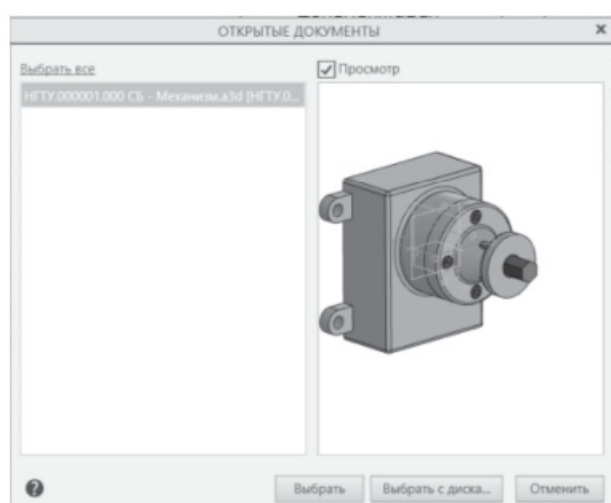 ОТКРЫТЫЕ ДОКУМЕНТЫ
Выбрать все
Просмотр
НГТУ.000001.000 СБ - Механизм.a3d [НГТУ.0...
Выбрать
Выбрать с диска...
Отменить